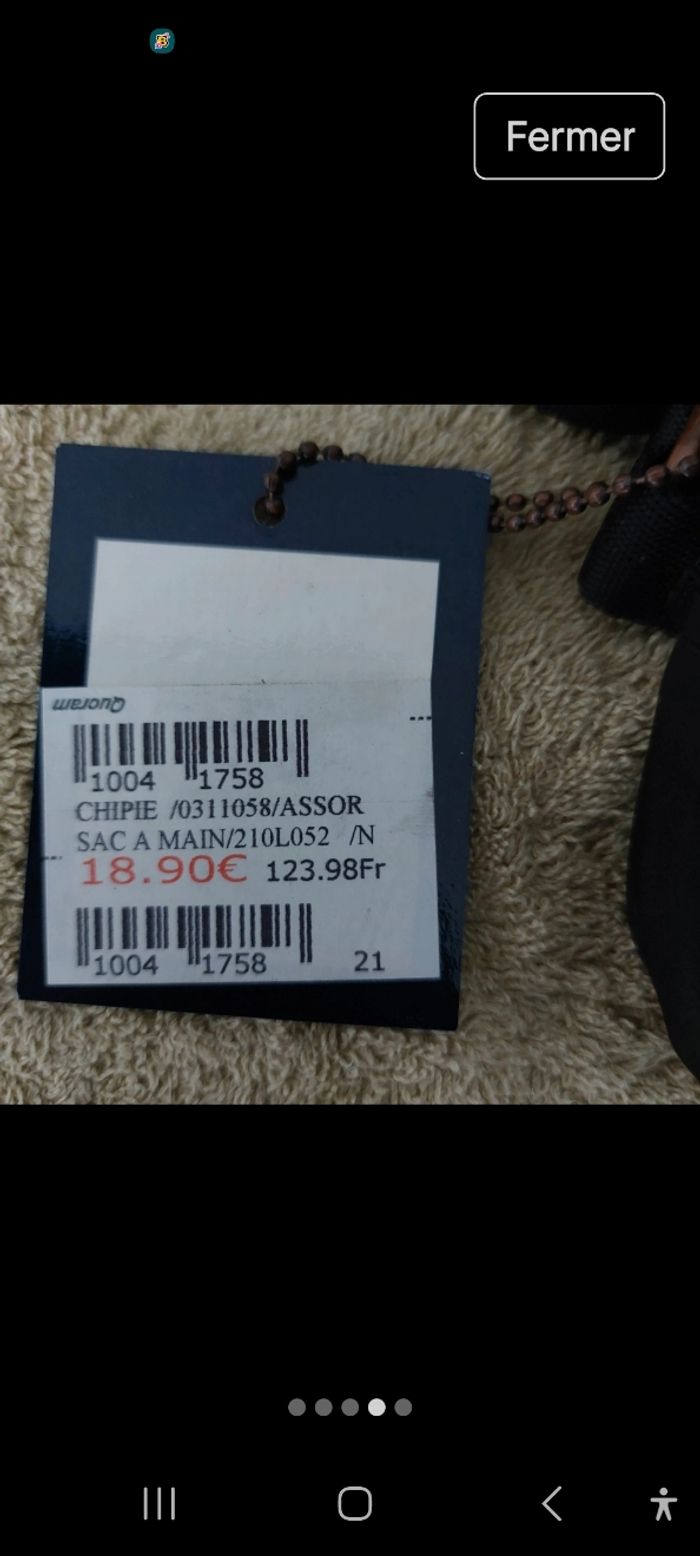 Fermer
Quoram
1004 1758
CHIPIE /0311058/ASSOR
SAC A MAIN/210L052 /N
18.90€ 123.98Fr
1004 1758 21